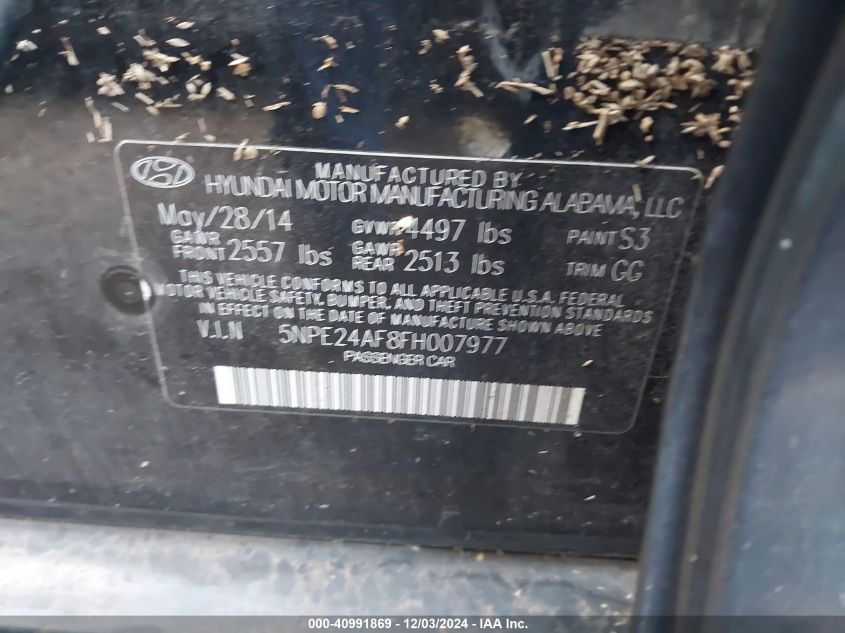 MANUFACTURED BY
HYUNDAI MOTOR MANUFACTURING ALABAMA, LLC
May/28/14 GVWR 4497 lbs PAINT S3
GAWR FRONT 2557 lbs GAWR REAR 2513 lbs TRIM GG
THIS VEHICLE CONFORMS TO ALL APPLICABLE U.S.A. FEDERAL
MOTOR VEHICLE SAFETY, BUMPER, AND THEFT PREVENTION STANDARDS
IN EFFECT ON THE DATE OF MANUFACTURE SHOWN ABOVE.
V.I.N 5NPE24AF8FH007977
PASSENGER CAR
000-40991869 - 12/03/2024 - US.IAAI.COM.